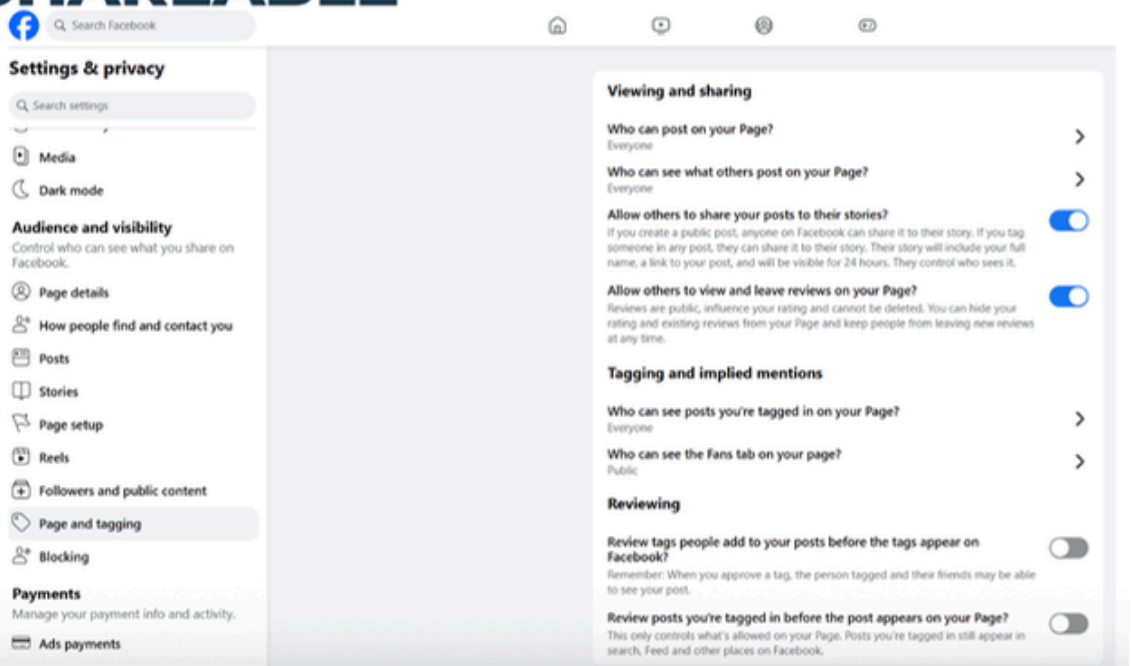 SHAREABLE
Search Facebook
Settings & privacy
Search settings
Media
Dark mode
Audience and visibility
Control who can see what you share on
Facebook.
Page details
How people find and contact you
Posts
Stories
Page setup
Reels
Followers and public content
Page and tagging
Blocking
Payments
Manage your payment info and activity.
Ads payments
Viewing and sharing
Who can post on your Page?
Everyone
Who can see what others post on your Page?
Everyone
Allow others to share your posts to their stories?
If you create a public post, anyone on Facebook can share it to their story. If you tag
someone in any post, they can share it to their story. Their story will include your full
name, a link to your post, and will be visible for 24 hours. They control who sees it.
Allow others to view and leave reviews on your Page?
Reviews are public, influence your rating and cannot be deleted. You can hide your
rating and existing reviews from your Page and keep people from leaving new reviews
at any time.
Tagging and implied mentions
Who can see posts you're tagged in on your Page?
Everyone
Who can see the Fans tab on your page?
Public
Reviewing
Review tags people add to your posts before the tags appear on
Facebook?
Remember: When you approve a tag, the person tagged and their friends may be able
to see your post.
Review posts you're tagged in before the post appears on your Page?
This only controls what's allowed on your Page. Posts you're tagged in still appear in
search, Feed and other places on Facebook.